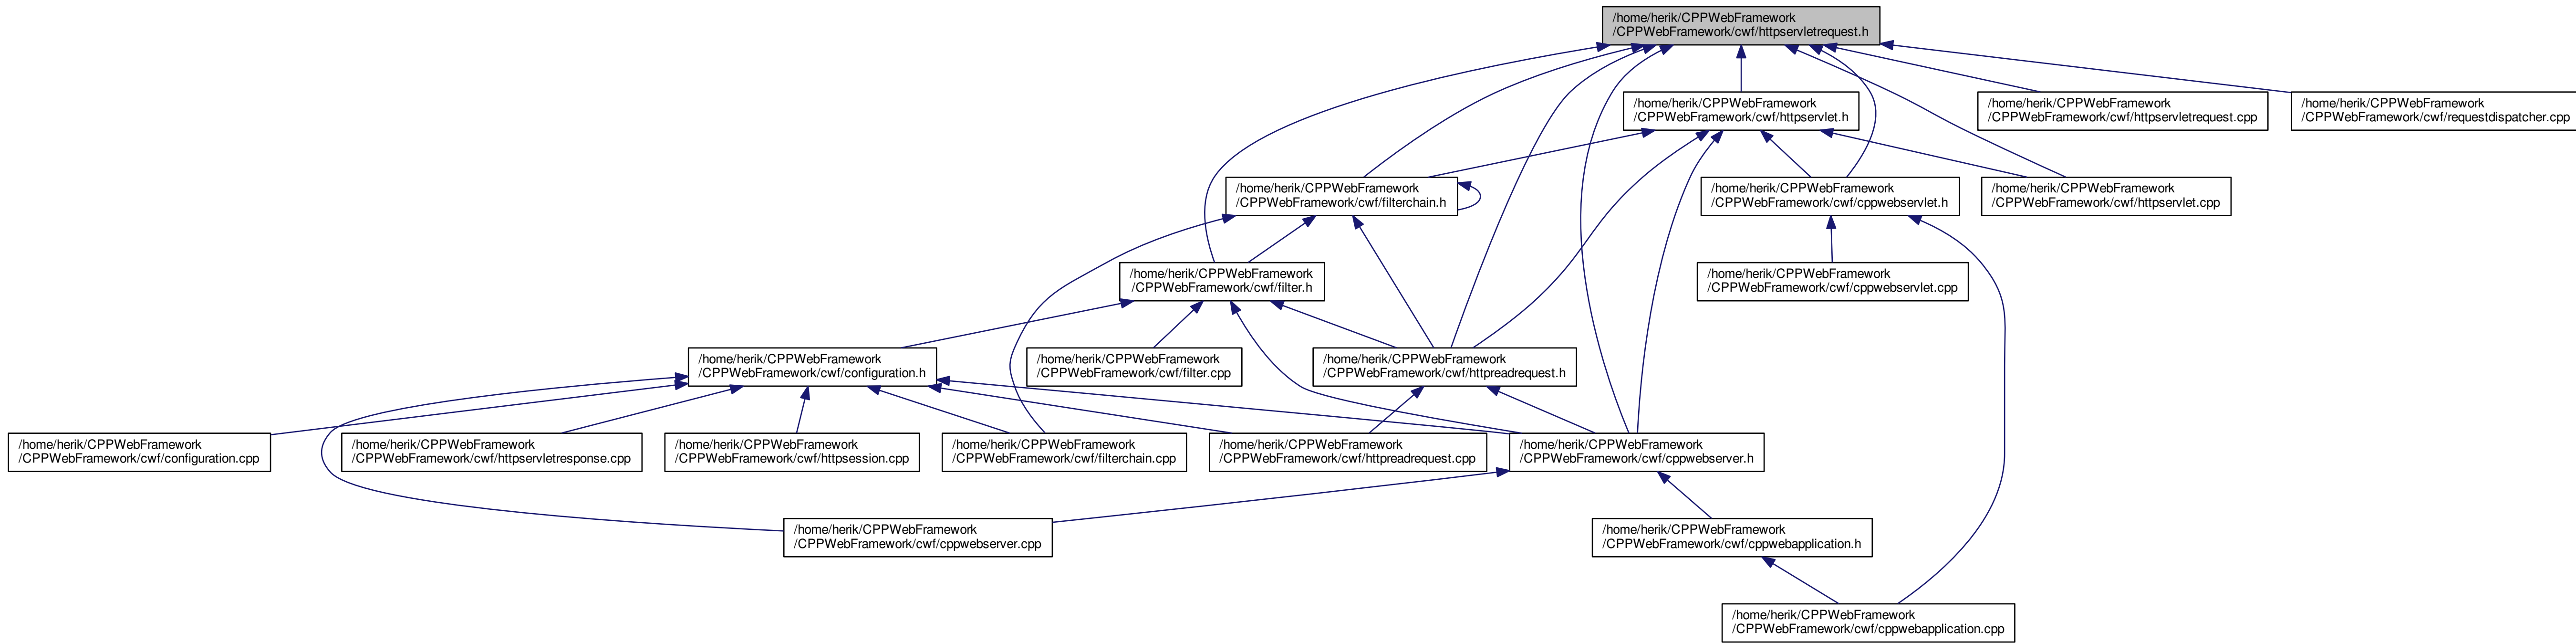 /home/herik/CPPWebFramework
/CPPWebFramework/cwf/httpservletrequest.h
/home/herik/CPPWebFramework
/CPPWebFramework/cwf/httpservlet.h
/home/herik/CPPWebFramework
/CPPWebFramework/cwf/httpservletrequest.cpp
/home/herik/CPPWebFramework
/CPPWebFramework/cwf/requestdispatcher.cpp
/home/herik/CPPWebFramework
/CPPWebFramework/cwf/filterchain.h
/home/herik/CPPWebFramework
/CPPWebFramework/cwf/cppwebservlet.h
/home/herik/CPPWebFramework
/CPPWebFramework/cwf/httpservlet.cpp
/home/herik/CPPWebFramework
/CPPWebFramework/cwf/filter.h
/home/herik/CPPWebFramework
/CPPWebFramework/cwf/cppwebservlet.cpp
/home/herik/CPPWebFramework
/CPPWebFramework/cwf/configuration.h
/home/herik/CPPWebFramework
/CPPWebFramework/cwf/filter.cpp
/home/herik/CPPWebFramework
/CPPWebFramework/cwf/httpreadrequest.h
/home/herik/CPPWebFramework
/CPPWebFramework/cwf/configuration.cpp
/home/herik/CPPWebFramework
/CPPWebFramework/cwf/httpservletresponse.cpp
/home/herik/CPPWebFramework
/CPPWebFramework/cwf/httpsession.cpp
/home/herik/CPPWebFramework
/CPPWebFramework/cwf/filterchain.cpp
/home/herik/CPPWebFramework
/CPPWebFramework/cwf/httpreadrequest.cpp
/home/herik/CPPWebFramework
/CPPWebFramework/cwf/cppwebserver.h
/home/herik/CPPWebFramework
/CPPWebFramework/cwf/cppwebserver.cpp
/home/herik/CPPWebFramework
/CPPWebFramework/cwf/cppwebapplication.h
/home/herik/CPPWebFramework
/CPPWebFramework/cwf/cppwebapplication.cpp